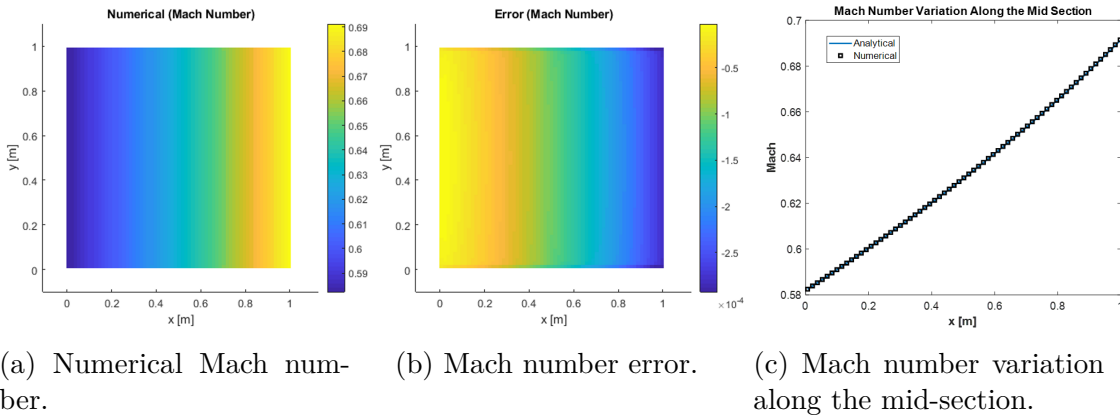 Numerical (Mach Number)
1
0.8
0.6
0.4
0.2
0
y [m]
0 0.2 0.4 0.6 0.8 1
x [m]
0.69
0.68
0.67
0.66
0.65
0.64
0.63
0.62
0.61
0.6
0.59
Error (Mach Number)
1
0.8
0.6
0.4
0.2
0
y [m]
0 0.2 0.4 0.6 0.8 1
x [m]
-0.5
-1
-1.5
-2
-2.5
×10⁻⁴
Mach Number Variation Along the Mid Section
0.7
0.68
0.66
0.64
0.62
0.6
0.58
Mach
Analytical
Numerical
0 0.2 0.4 0.6 0.8 1
x [m]
(a) Numerical Mach num-
ber.
(b) Mach number error.
(c) Mach number variation
along the mid-section.